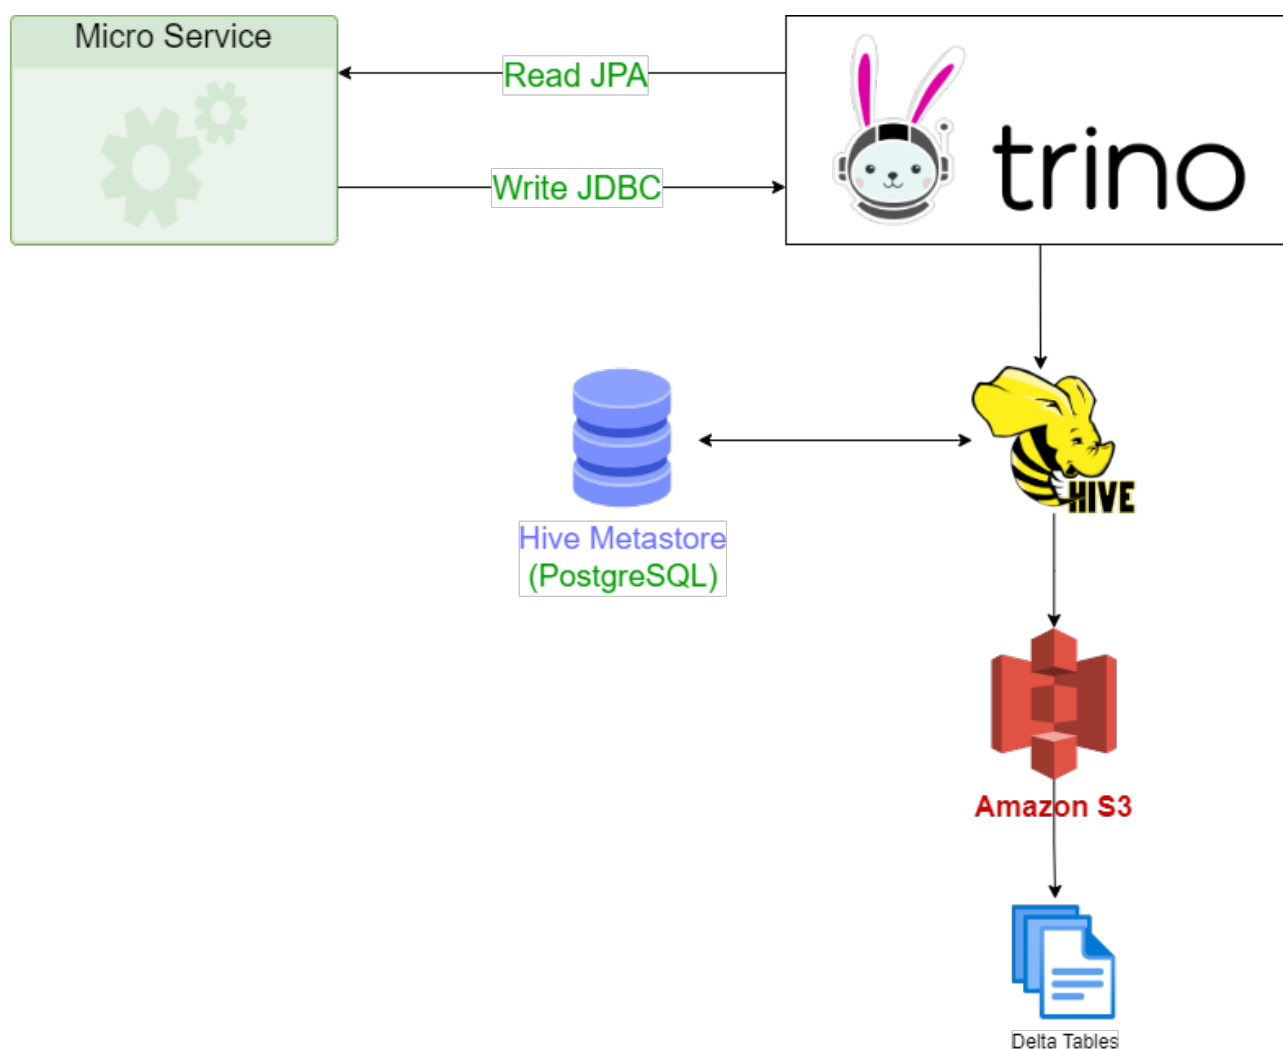 Micro Service
Read JPA
Write JDBC
trino
HIVE
Hive Metastore
(PostgreSQL)
Amazon S3
Delta Tables